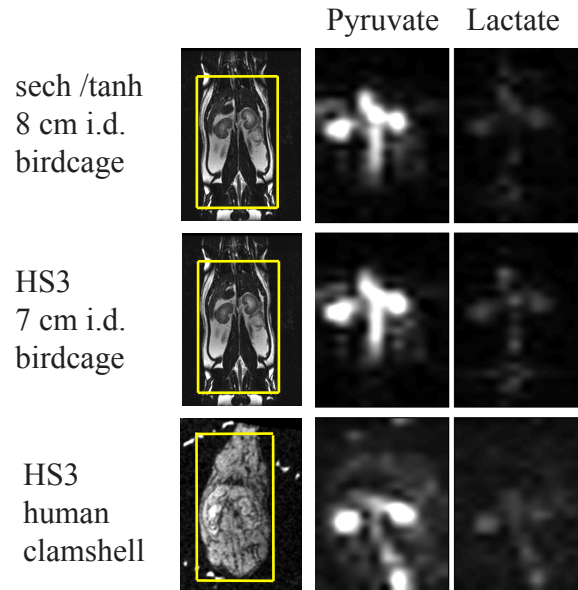 Pyruvate Lactate
sech /tanh
8 cm i.d.
birdcage
HS3
7 cm i.d.
birdcage
HS3
human
clamshell